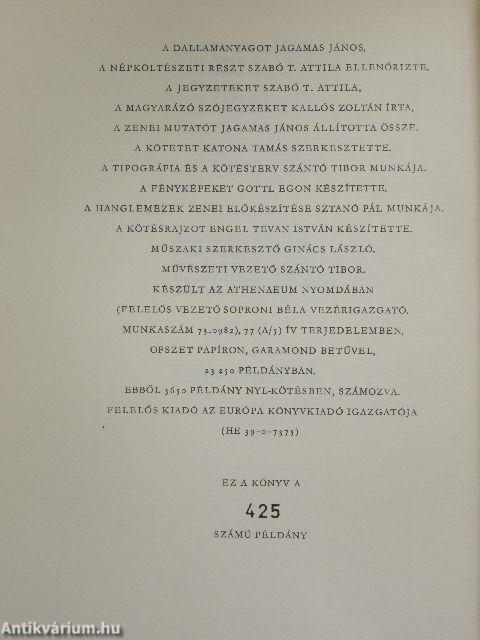 A DALLAMANYAGOT JAGAMAS JÁNOS,
A NÉPKÖLTÉSZETI RÉSZT SZABÓ T. ATTILA ELLENŐRIZTE,
A JEGYZETEKET SZABÓ T. ATTILA,
A MAGYARÁZÓ SZÓJEGYZÉKET KALLÓS ZOLTÁN ÍRTA,
A ZENEI MUTATÓT JAGAMAS JÁNOS ÁLLÍTOTTA ÖSSZE.
A KÖTETET KATONA TAMÁS SZERKESZTETTE.
A TIPOGRÁFIA ÉS A KÖTÉSTERV SZÁNTÓ TIBOR MUNKÁJA.
A FÉNYKÉPEKET GOTTL EGON KÉSZÍTETTE,
A HANGLEMEZEK ZENEI ELŐKÉSZÍTÉSE SZTANÓ PÁL MUNKÁJA.
A KÖTÉSRAJZOT ENGEL TEVAN ISTVÁN KÉSZÍTETTE.
MŰSZAKI SZERKESZTŐ GINÁCS LÁSZLÓ.
MŰVÉSZETI VEZETŐ SZÁNTÓ TIBOR.
KÉSZÜLT AZ ATHENAEUM NYOMDÁBAN
(FELELŐS VEZETŐ SOPRONI BÉLA VEZÉRIGAZGATÓ,
MUNKASZÁM 73.0982), 77 (A/5) ÍV TERJEDELEMBEN,
OFSZET PAPÍRON, GARAMOND BETŰVEL,
23 250 PÉLDÁNYBAN.
EBBŐL 3650 PÉLDÁNY NYL-KÖTÉSBEN, SZÁMOZVA.
FELELŐS KIADÓ AZ EURÓPA KÖNYVKIADÓ IGAZGATÓJA
(HE 39-0-7375)
EZ A KÖNYV A
425
SZÁMÚ PÉLDÁNY
Antikvárium.hu